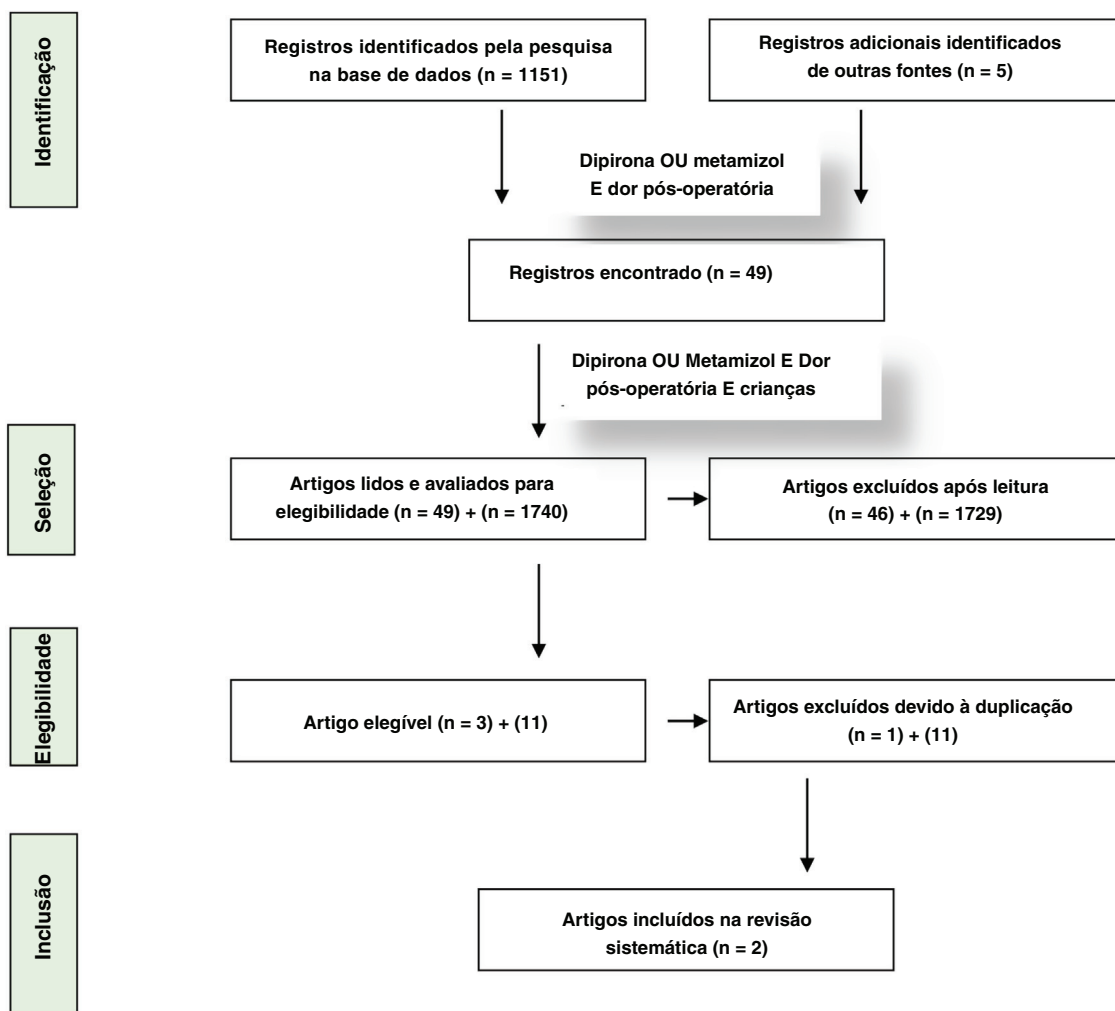 Identificação
Registros identificados pela pesquisa
na base de dados (n = 1151)
Registros adicionais identificados
de outras fontes (n = 5)
Dipirona OU metamizol
E dor pós-operatória
Registros encontrado (n = 49)
Dipirona OU Metamizol E Dor
pós-operatória E crianças
Seleção
Artigos lidos e avaliados para
elegibilidade (n = 49) + (n = 1740)
Artigos excluídos após leitura
(n = 46) + (n = 1729)
Elegibilidade
Artigo elegível (n = 3) + (11)
Artigos excluídos devido à duplicação
(n = 1) + (11)
Inclusão
Artigos incluídos na revisão
sistemática (n = 2)